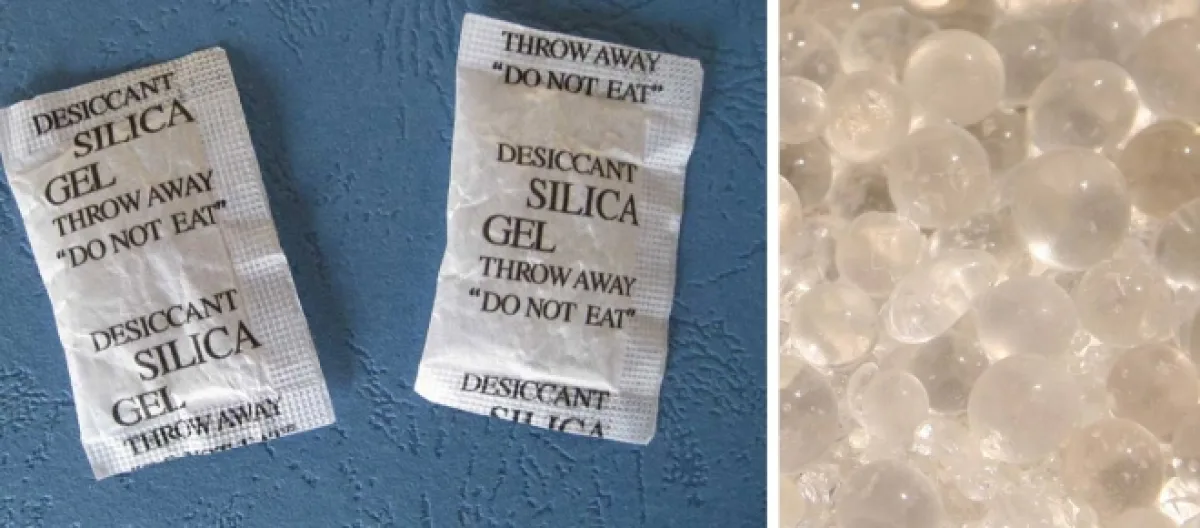 DESICCANT
SILICA
GEL
THROW AWAY
“DO NOT EAT”
DESICCANT
SILICA
GEL
THROW AWAY
THROW AWAY
“DO NOT EAT”
DESICCANT
SILICA
GEL
THROW AWAY
“DO NOT EAT”
DESICCANT
SILICA